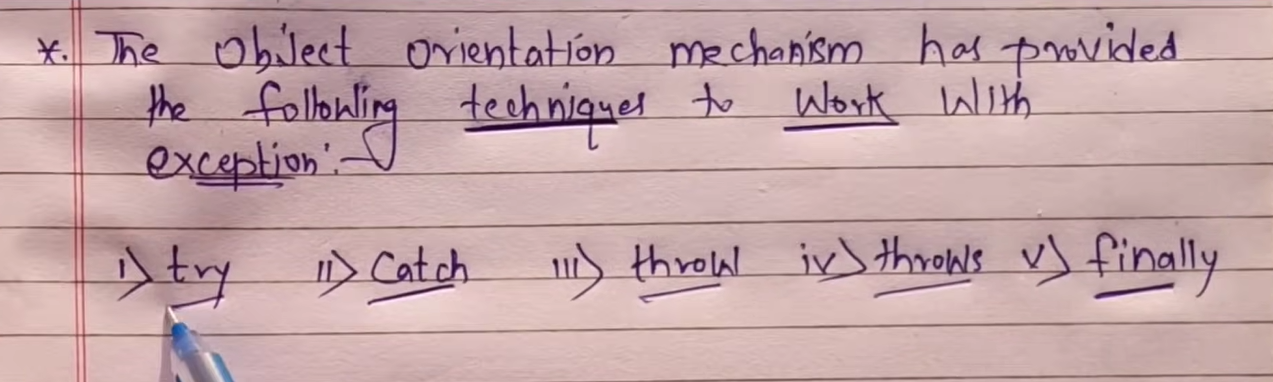 *. The Object orientation mechanism has provided
the following techniques to Work With
exception:-
i) try ii) Catch iii) throw iv) throws v) finally